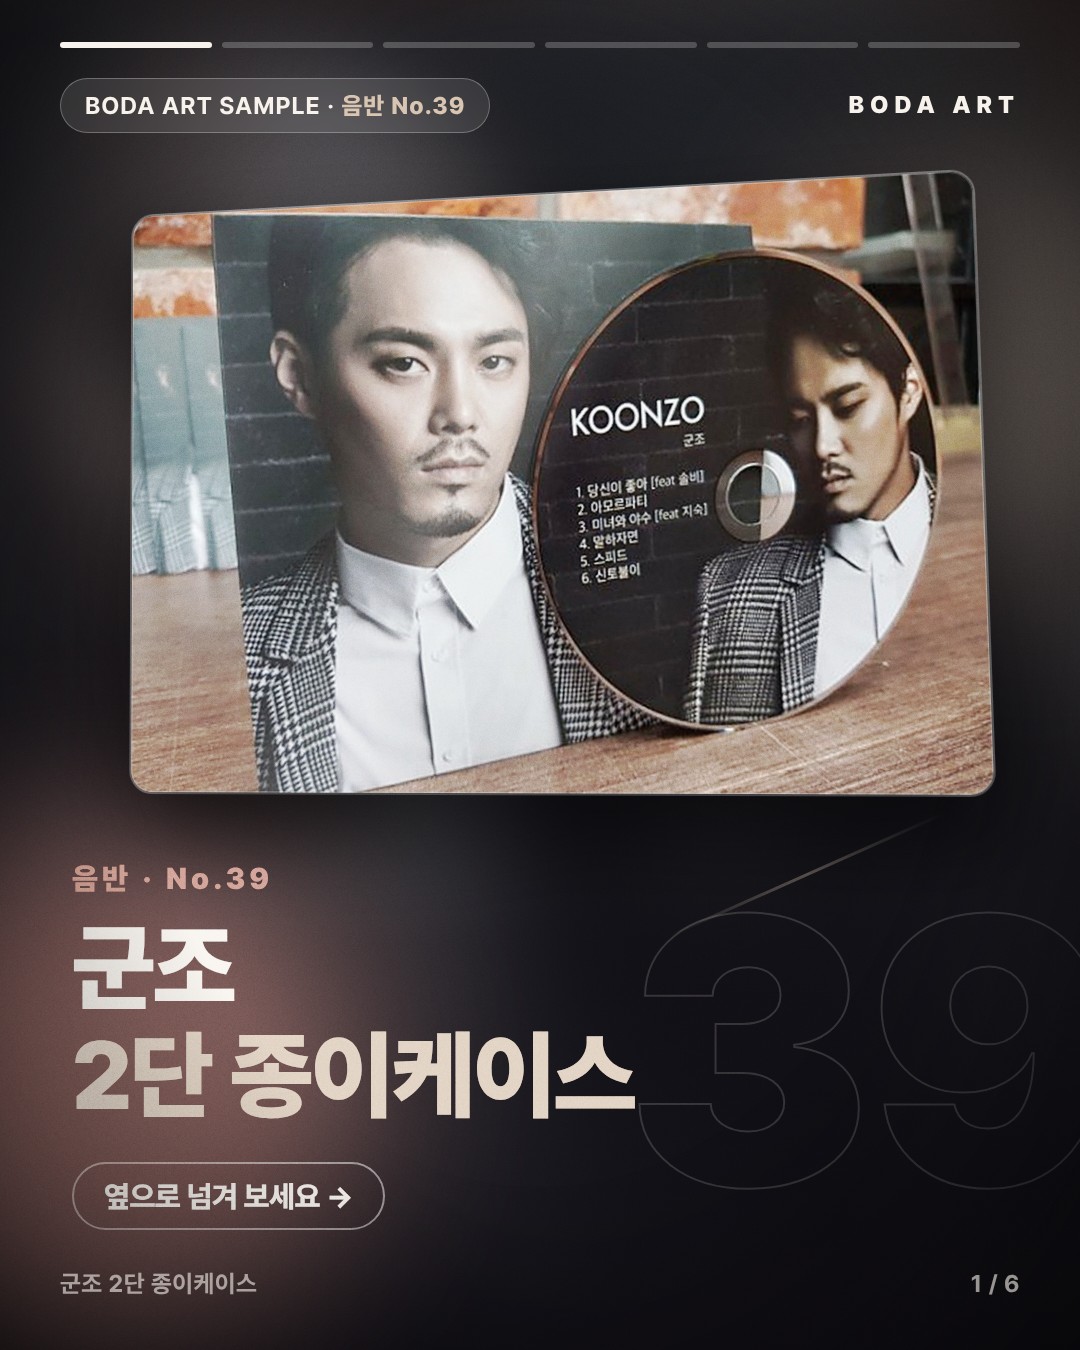 BODA ART SAMPLE · 음반 No.39
BODA ART
KOONZO
군조
1. 당신이 좋아 [feat 솔비]
2. 아모르파티
3. 미녀와 야수 [feat 지숙]
4. 말하자면
5. 스피드
6. 신토불이
음반 · No.39
군조
2단 종이케이스
39
옆으로 넘겨 보세요 →
군조 2단 종이케이스
1 / 6